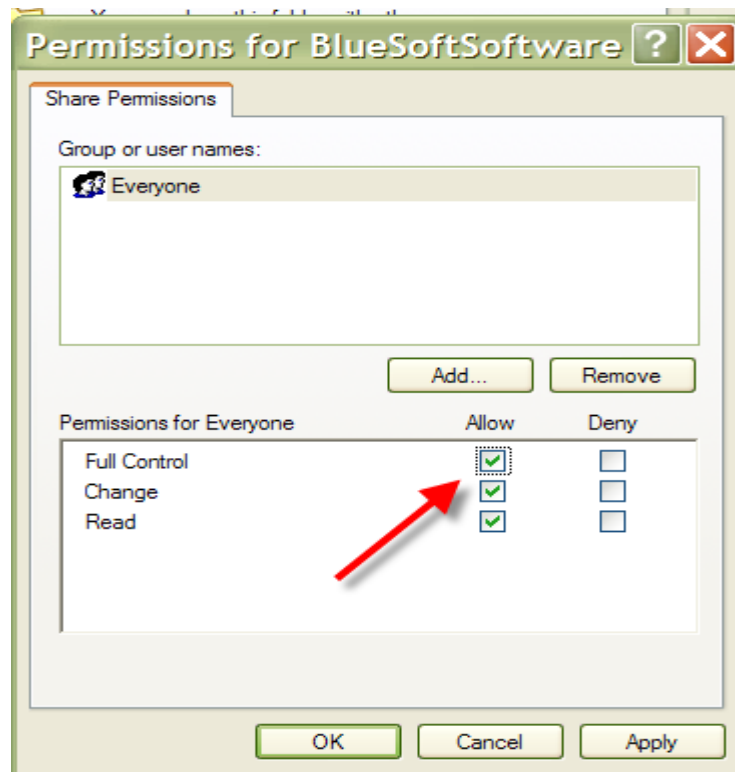 Permissions for BlueSoftSoftware
Share Permissions
Group or user names:
Everyone
Add... Remove
Permissions for Everyone Allow Deny
Full Control
Change
Read
OK Cancel Apply